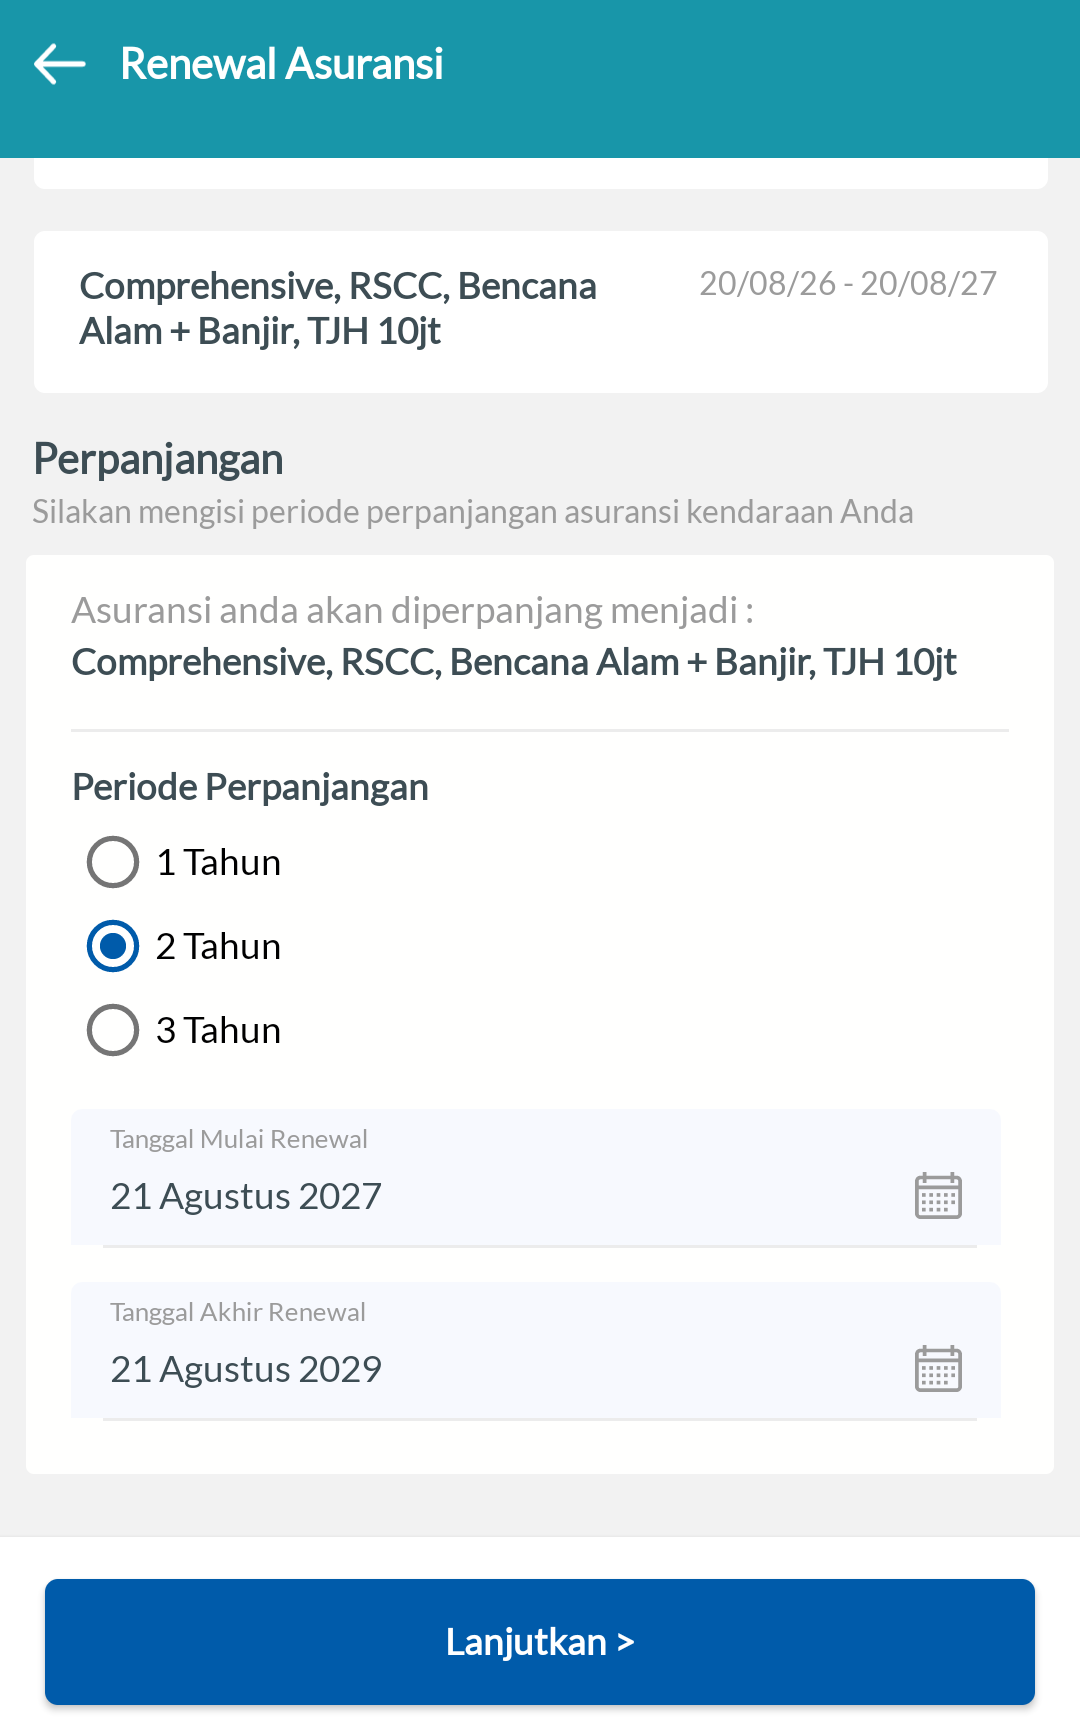 Renewal Asuransi
Comprehensive, RSCC, Bencana
Alam + Banjir, TJH 10jt
20/08/26 - 20/08/27
Perpanjangan
Silakan mengisi periode perpanjangan asuransi kendaraan Anda
Asuransi anda akan diperpanjang menjadi :
Comprehensive, RSCC, Bencana Alam + Banjir, TJH 10jt
Periode Perpanjangan
1 Tahun
2 Tahun
3 Tahun
Tanggal Mulai Renewal
21 Agustus 2027
Tanggal Akhir Renewal
21 Agustus 2029
Lanjutkan >